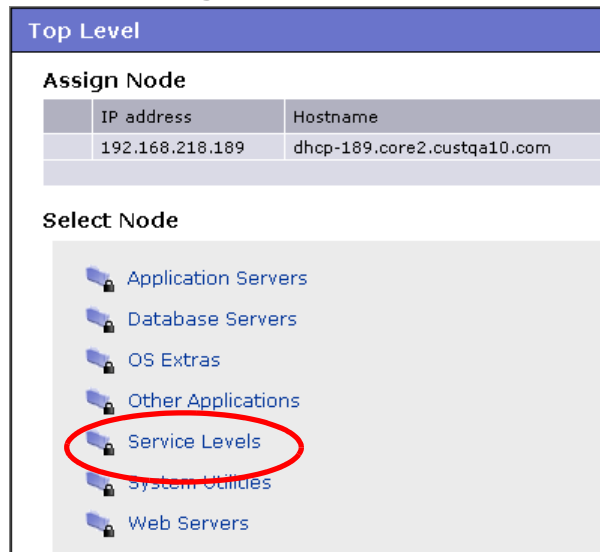 Top Level
Assign Node
IP address Hostname
192.168.218.189 dhcp-189.core2.custqa10.com
Select Node
Application Servers
Database Servers
OS Extras
Other Applications
Service Levels
System Utilities
Web Servers